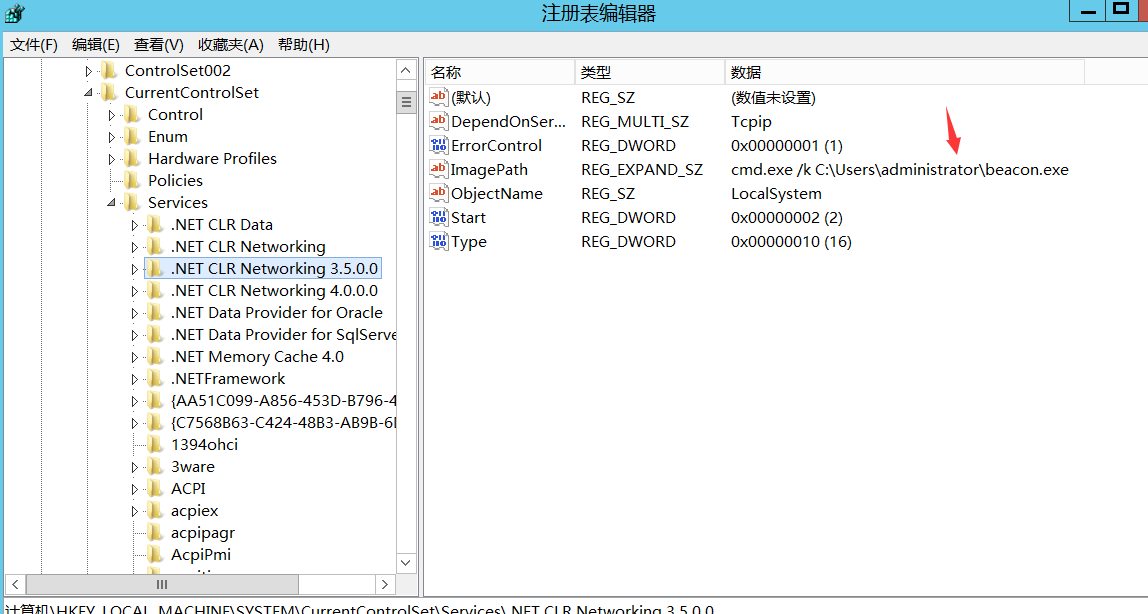 注册表编辑器
文件(F) 编辑(E) 查看(V) 收藏夹(A) 帮助(H)
ControlSet002
CurrentControlSet
Control
Enum
Hardware Profiles
Policies
Services
.NET CLR Data
.NET CLR Networking
.NET CLR Networking 3.5.0.0
.NET CLR Networking 4.0.0.0
.NET Data Provider for Oracle
.NET Data Provider for SqlServe
.NET Memory Cache 4.0
.NETFramework
{AA51C099-A856-453D-B796-4
{C7568B63-C424-48B3-AB9B-6
1394ohci
3ware
ACPI
acpiex
acpipagr
AcpiPmi
名称 类型 数据
(默认) REG_SZ (数值未设置)
DependOnSer... REG_MULTI_SZ Tcpip
ErrorControl REG_DWORD 0x00000001 (1)
ImagePath REG_EXPAND_SZ cmd.exe /k C:\Users\administrator\beacon.exe
ObjectName REG_SZ LocalSystem
Start REG_DWORD 0x00000002 (2)
Type REG_DWORD 0x00000010 (16)
计算机\HKEY_LOCAL_MACHINE\SYSTEM\CurrentControlSet\Services\.NET CLR Networking 3.5.0.0